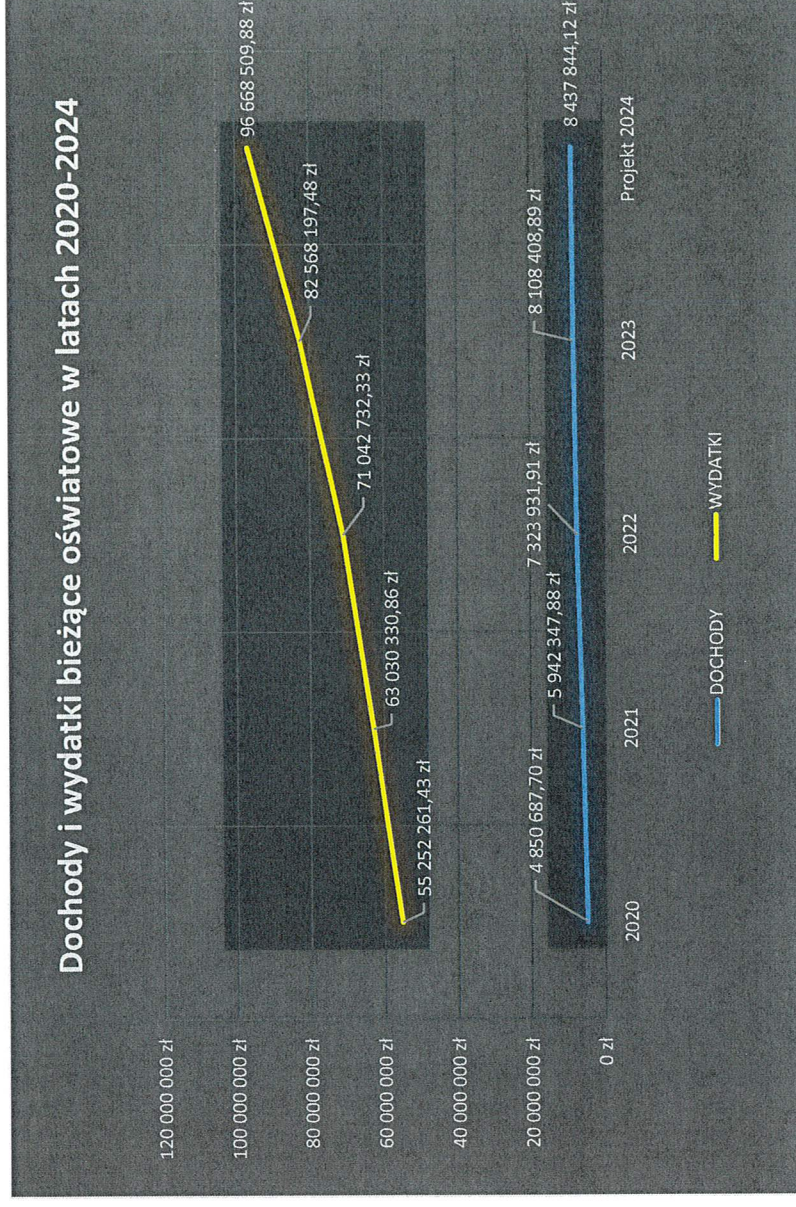 Dochody i wydatki bieżące oświatowe w latach 2020-2024
120 000 000 zł
100 000 000 zł
80 000 000 zł
60 000 000 zł
40 000 000 zł
20 000 000 zł
0 zł
55 252 261,43 zł
63 030 330,86 zł
71 042 732,33 zł
82 568 197,48 zł
96 668 509,88 zł
4 850 687,70 zł
5 942 347,88 zł
7 323 931,91 zł
8 108 408,89 zł
8 437 844,12 zł
2020
2021
2022
2023
Projekt 2024
DOCHODY
WYDATKI